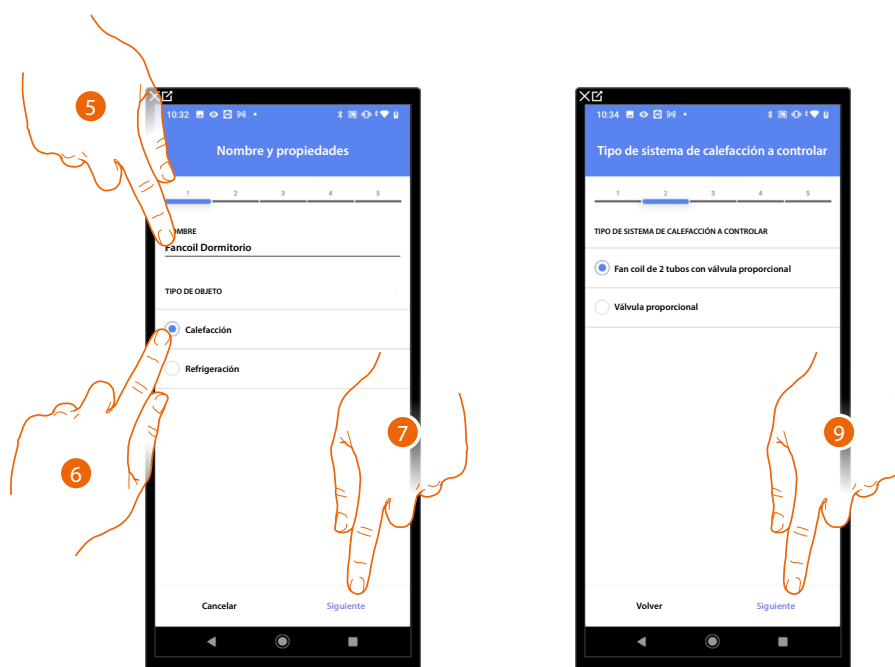 5
10:32
Nombre y propiedades
1 2 3 4 5
OMBRE
Fancoil Dormitorio
TIPO DE OBJETO
Calefacción
Refrigeración
7
6
Cancelar Siguiente
10:34
Tipo de sistema de calefacción a controlar
1 2 3 4 5
TIPO DE SISTEMA DE CALEFACCIÓN A CONTROLAR
Fan coil de 2 tubos con válvula proporcional
Válvula proporcional
9
Volver Siguiente